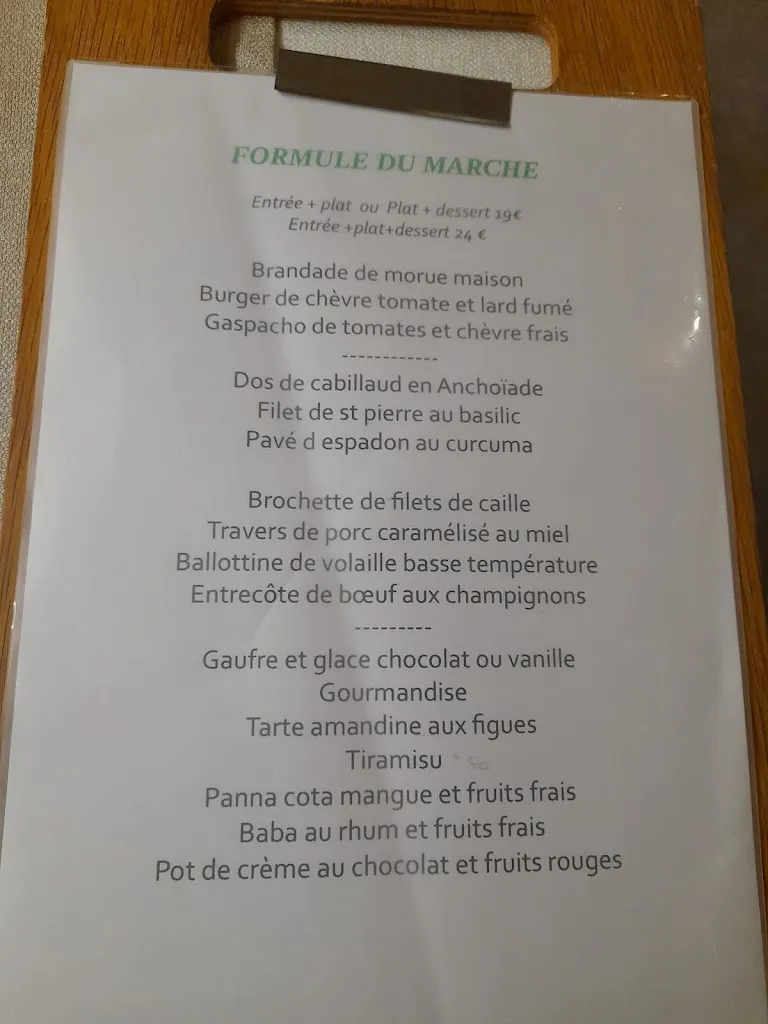 FORMULE DU MARCHE
Entrée + plat ou Plat + dessert 19€
Entrée +plat+dessert 24 €
Brandade de morue maison
Burger de chèvre tomate et lard fumé
Gaspacho de tomates et chèvre frais
------------
Dos de cabillaud en Anchoïade
Filet de st pierre au basilic
Pavé d espadon au curcuma
Brochette de filets de caille
Travers de porc caramélisé au miel
Ballottine de volaille basse température
Entrecôte de bœuf aux champignons
---------
Gaufre et glace chocolat ou vanille
Gourmandise
Tarte amandine aux figues
Tiramisu
Panna cota mangue et fruits frais
Baba au rhum et fruits frais
Pot de crème au chocolat et fruits rouges